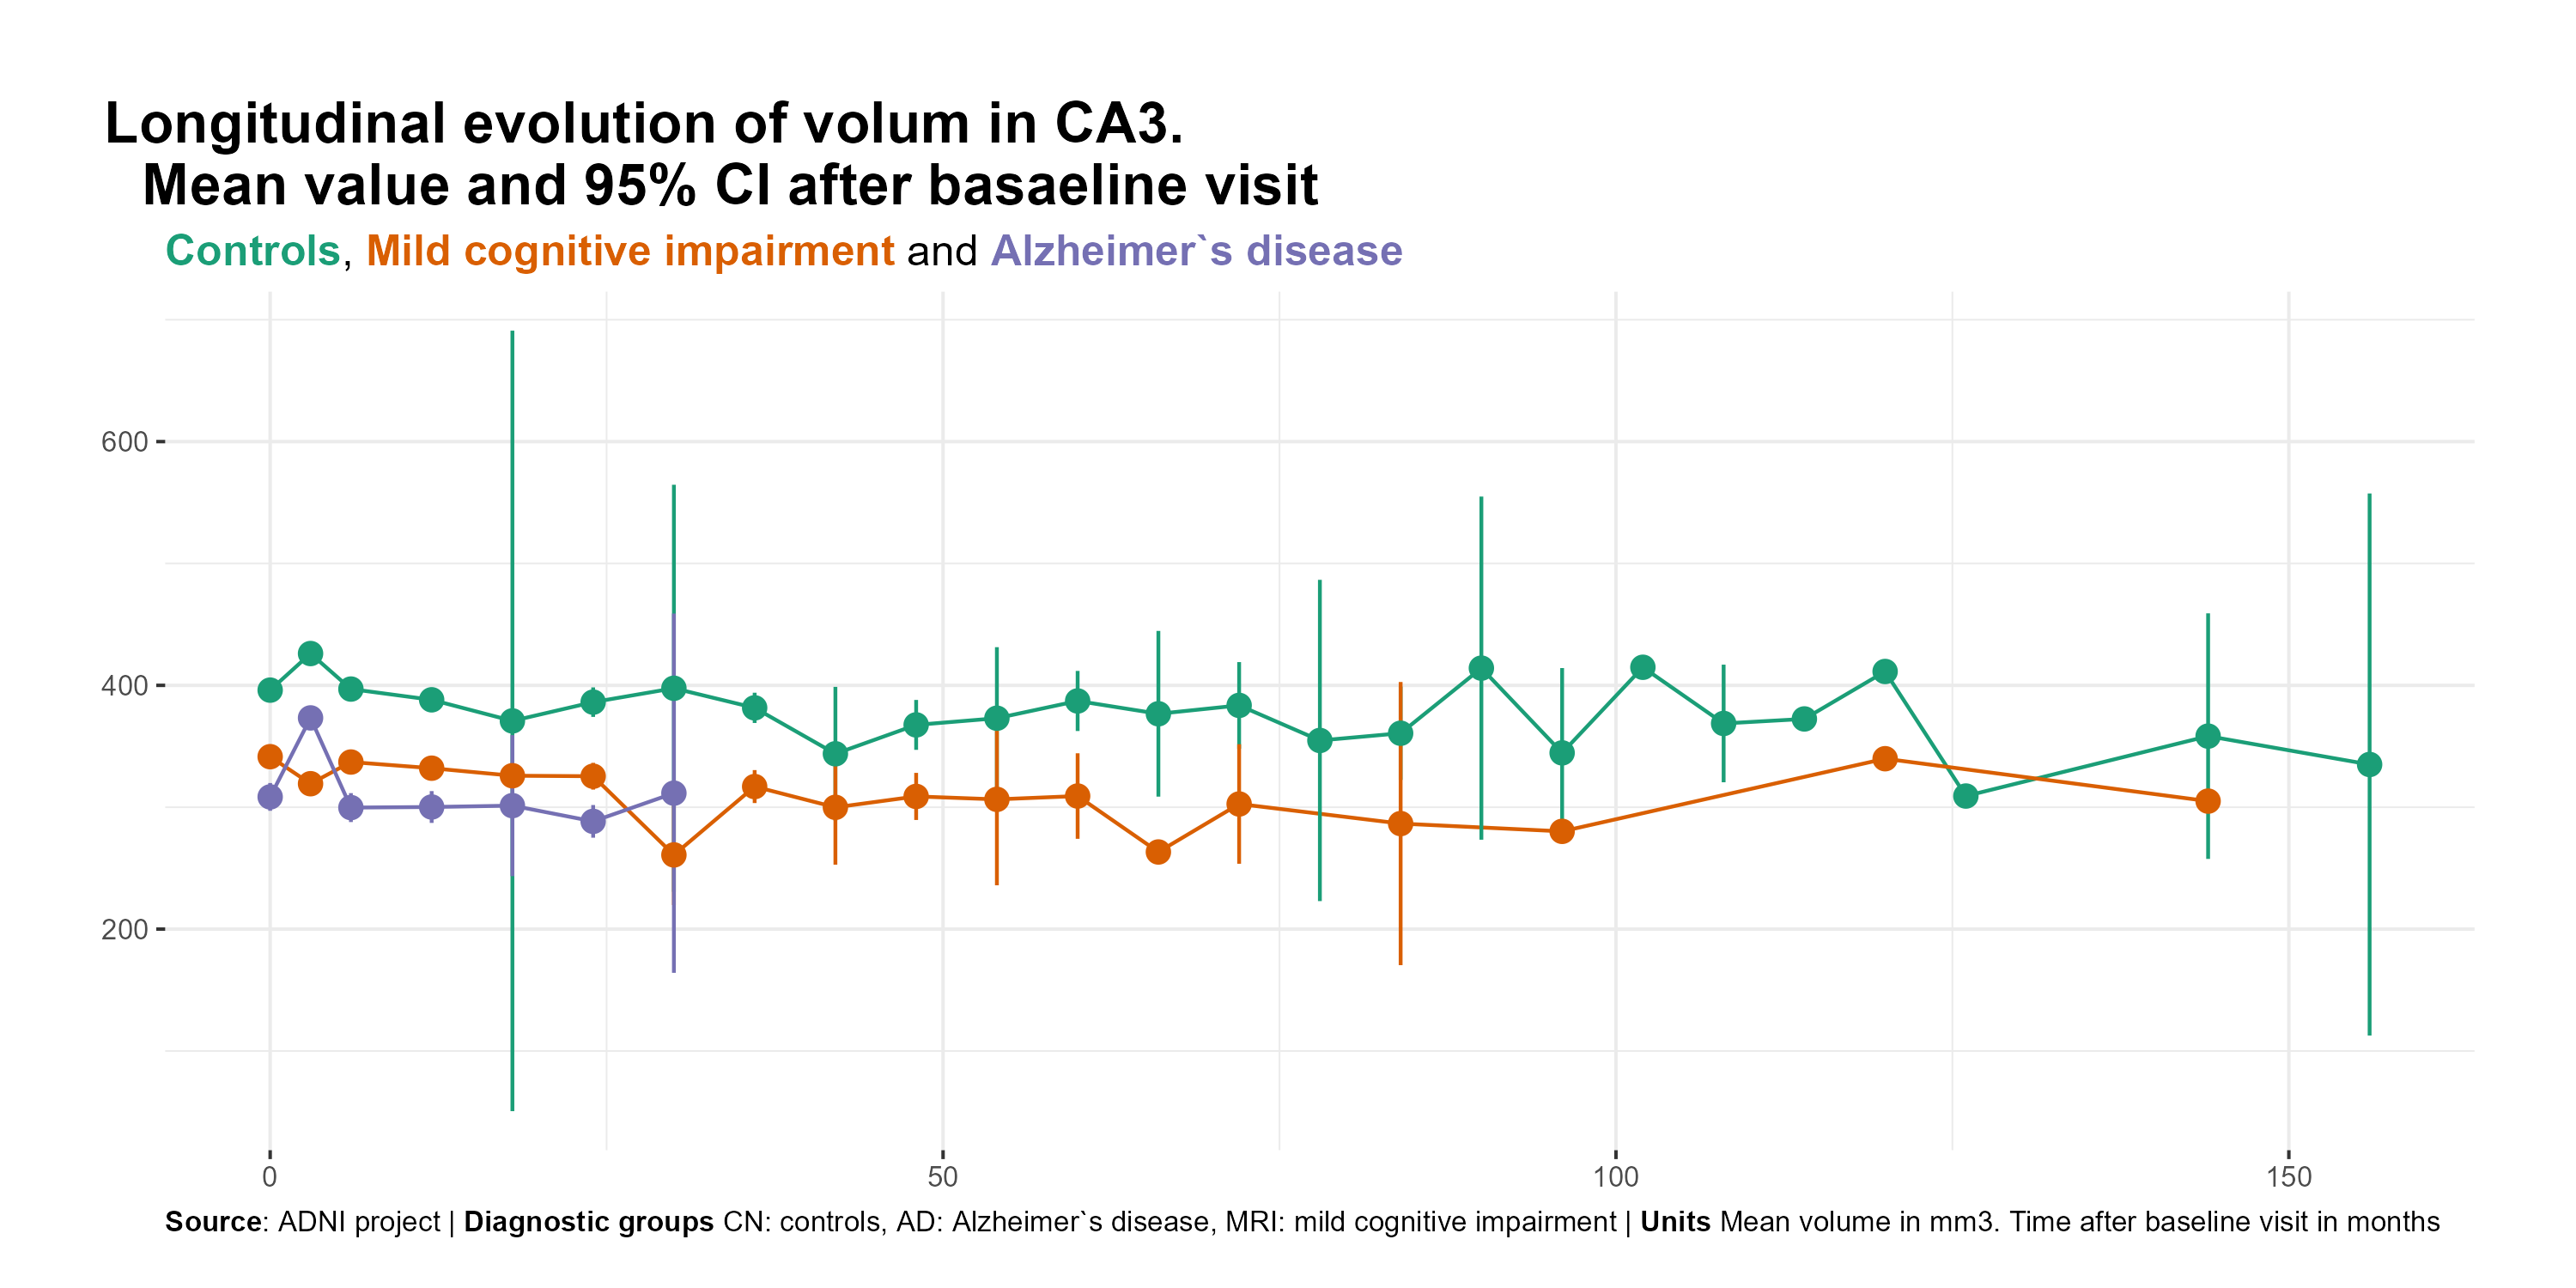 Longitudinal evolution of volum in CA3.
Mean value and 95% CI after basaeline visit
Controls, Mild cognitive impairment and Alzheimer`s disease
600
400
200
0 50 100 150
Source: ADNI project | Diagnostic groups CN: controls, AD: Alzheimer`s disease, MRI: mild cognitive impairment | Units Mean volume in mm3. Time after baseline visit in months